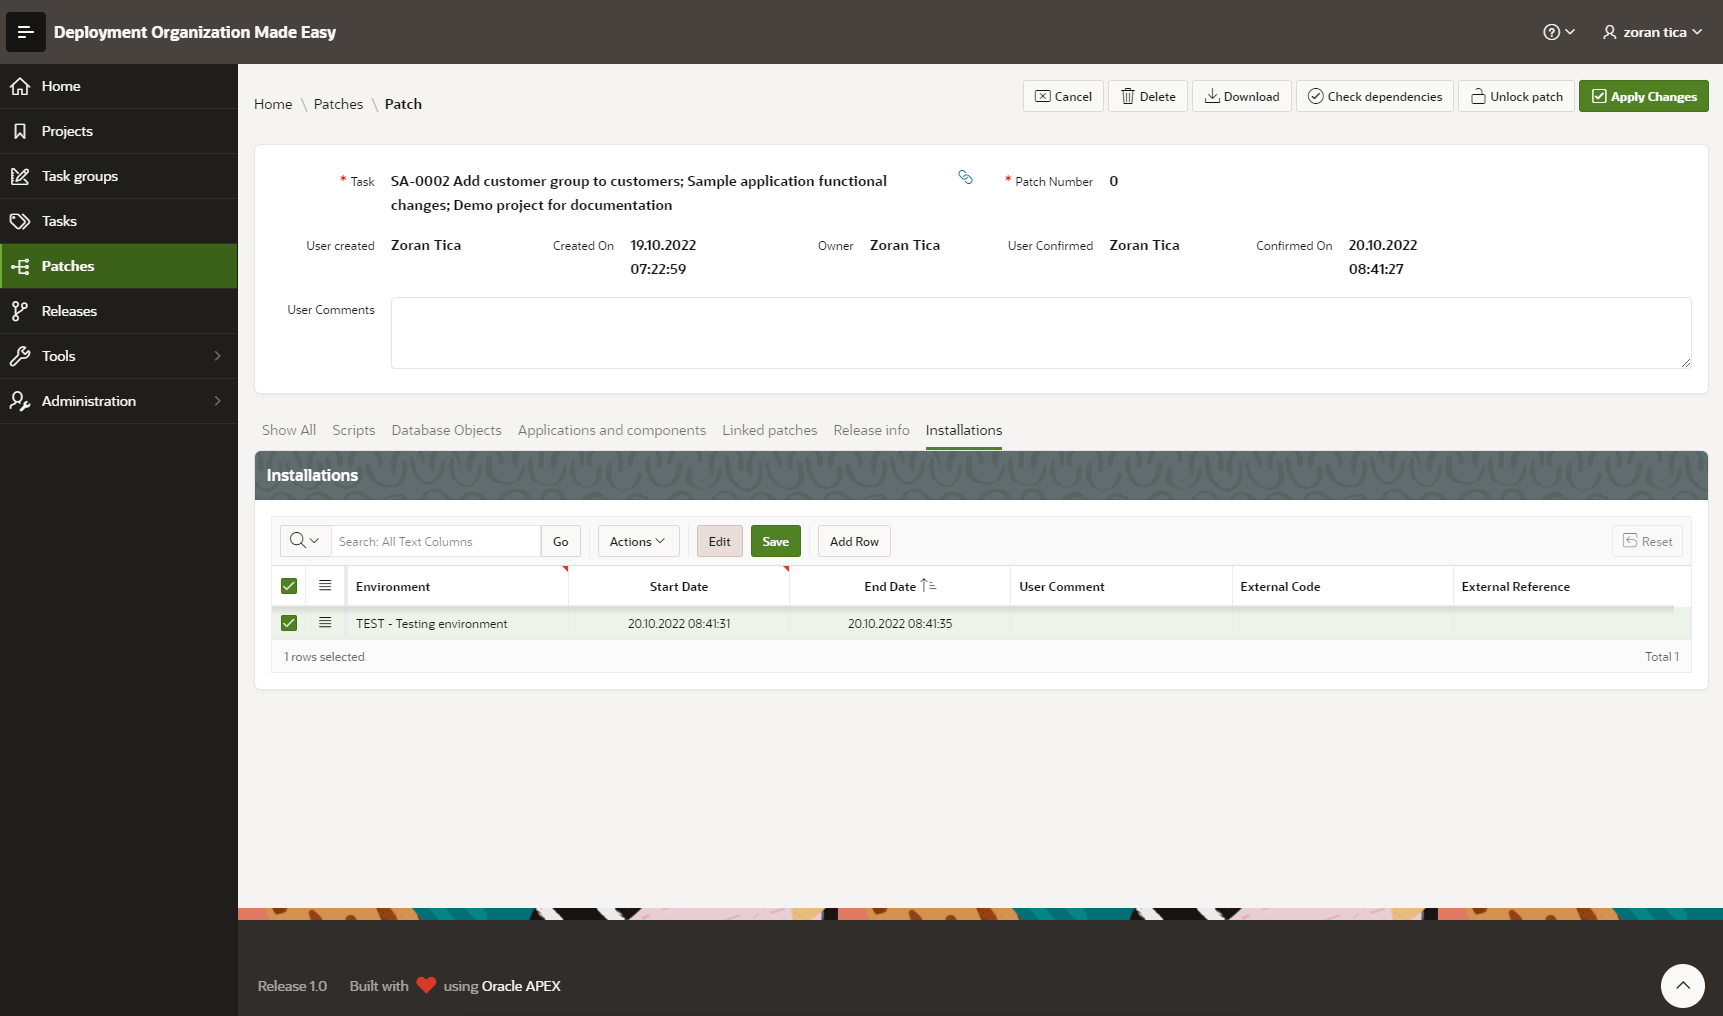 Deployment Organization Made Easy
zoran tica
Home
Projects
Task groups
Tasks
Patches
Releases
Tools
Administration
Home \ Patches \ Patch
Cancel
Delete
Download
Check dependencies
Unlock patch
Apply Changes
* Task SA-0002 Add customer group to customers; Sample application functional
changes; Demo project for documentation
* Patch Number 0
User created Zoran Tica
Created On 19.10.2022
07:22:59
Owner Zoran Tica
User Confirmed Zoran Tica
Confirmed On 20.10.2022
08:41:27
User Comments
Show All Scripts Database Objects Applications and components Linked patches Release info Installations
Installations
Search: All Text Columns Go Actions Edit Save Add Row Reset
Environment Start Date End Date User Comment External Code External Reference
TEST - Testing environment 20.10.2022 08:41:31 20.10.2022 08:41:35
1 rows selected Total 1
Release 1.0 Built with ❤ using Oracle APEX